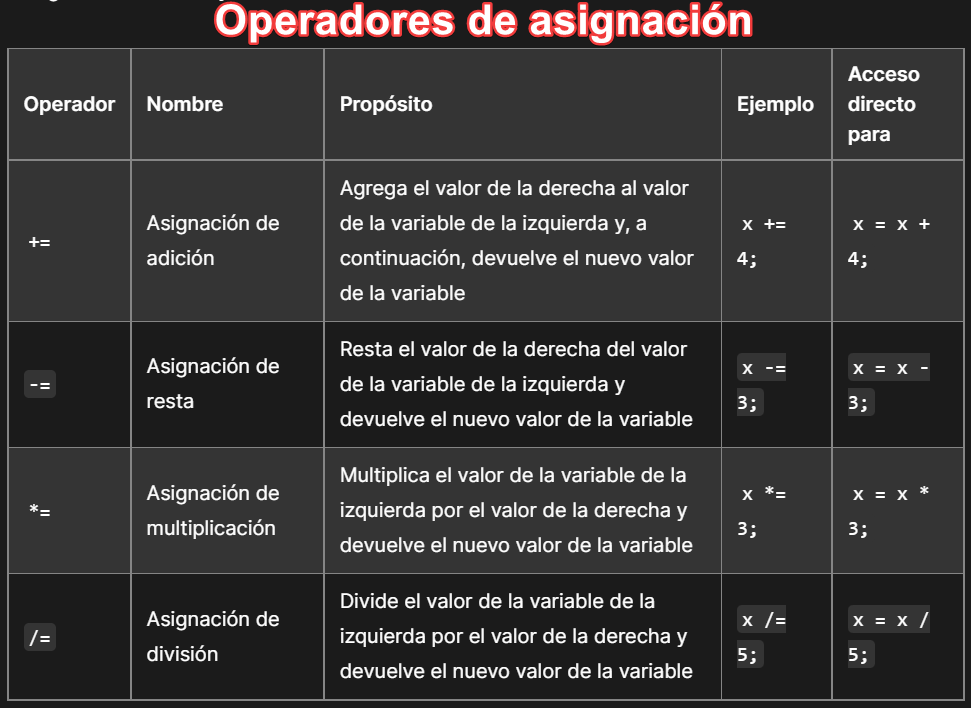 Operadores de asignación
Operador
Nombre
Propósito
Ejemplo
Acceso
directo
para
+=
Asignación de
adición
Agrega el valor de la derecha al valor
de la variable de la izquierda y, a
continuación, devuelve el nuevo valor
de la variable
x +=
4;
x = x +
4;
-=
Asignación de
resta
Resta el valor de la derecha del valor
de la variable de la izquierda y
devuelve el nuevo valor de la variable
x -=
3;
x = x -
3;
*=
Asignación de
multiplicación
Multiplica el valor de la variable de la
izquierda por el valor de la derecha y
devuelve el nuevo valor de la variable
x *=
3;
x = x *
3;
/=
Asignación de
división
Divide el valor de la variable de la
izquierda por el valor de la derecha y
devuelve el nuevo valor de la variable
x /=
5;
x = x /
5;